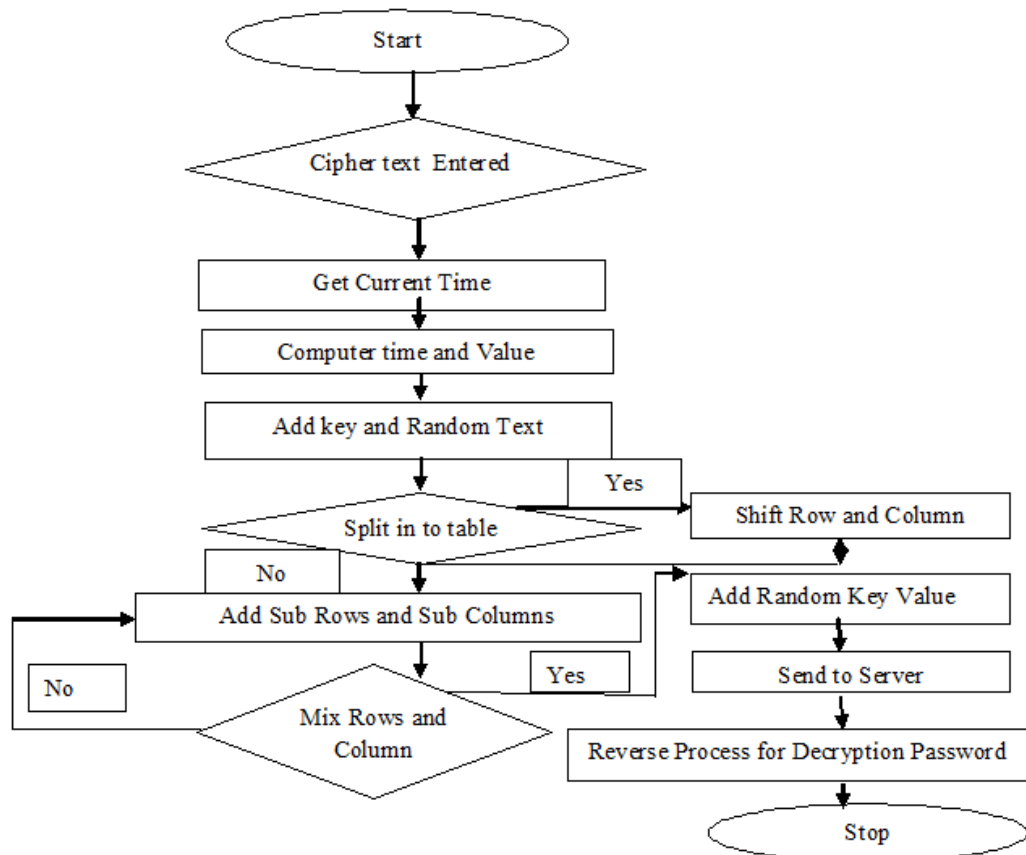 Start
Cipher text Entered
Get Current Time
Computer time and Value
Add key and Random Text
Yes
Split in to table
Shift Row and Column
No
Add Random Key Value
Add Sub Rows and Sub Columns
Yes
No
Send to Server
Mix Rows and
Column
Reverse Process for Decryption Password
Stop